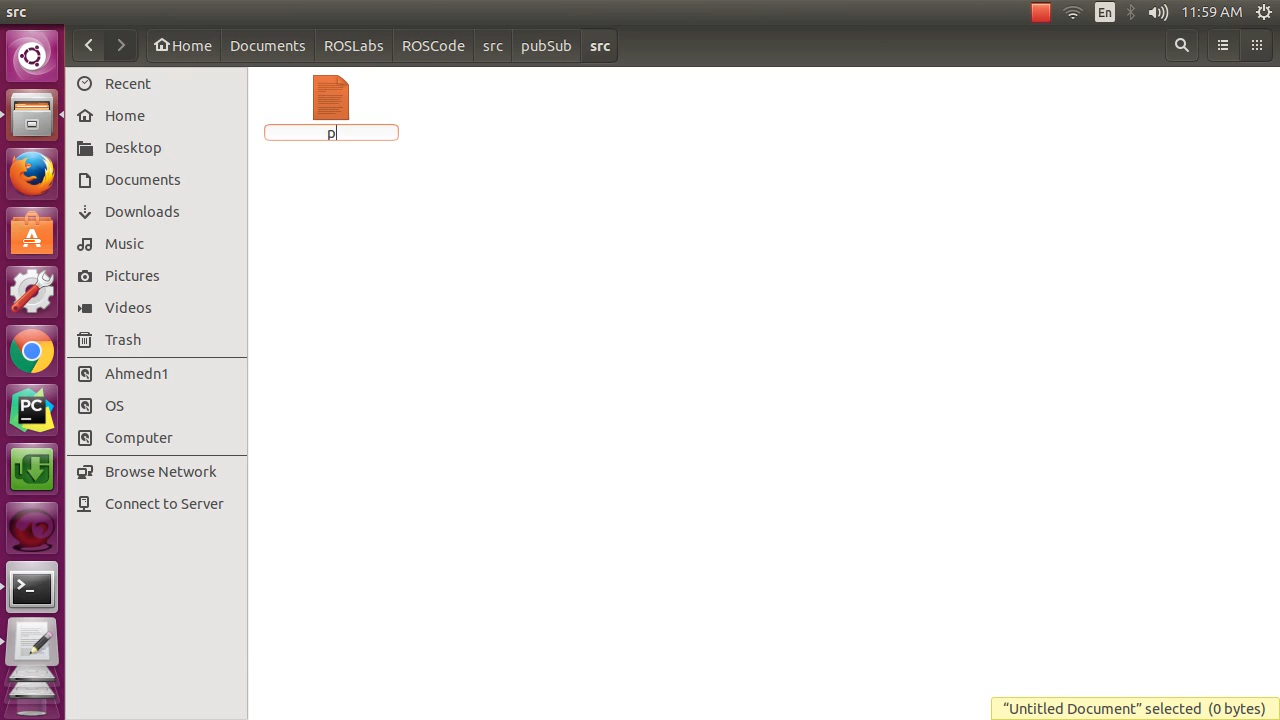 src
En
11:59 AM
Home
Documents
ROSLabs
ROSCode
src
pubSub
src
Recent
Home
Desktop
Documents
Downloads
Music
Pictures
Videos
Trash
Ahmedn1
OS
Computer
Browse Network
Connect to Server
p
A
PC
>_
“Untitled Document” selected (0 bytes)